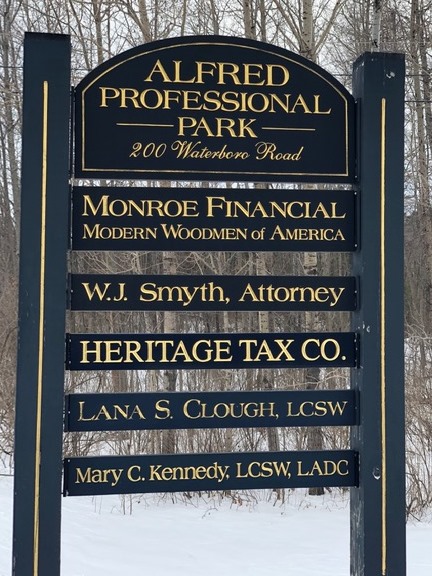 ALFRED
PROFESSIONAL
PARK
200 Waterboro Road
MONROE FINANCIAL
MODERN WOODMEN OF AMERICA
W.J. Smyth, Attorney
HERITAGE TAX CO.
LANA S. CLOUGH, LCSW
Mary C. Kennedy, LCSW, LADC